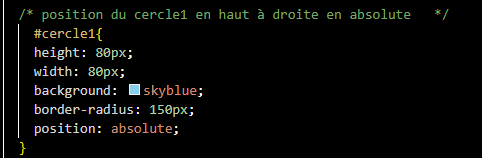 /* position du cercle1 en haut à droite en absolute */
#cercle1{
height: 80px;
width: 80px;
background: skyblue;
border-radius: 150px;
position: absolute;
}